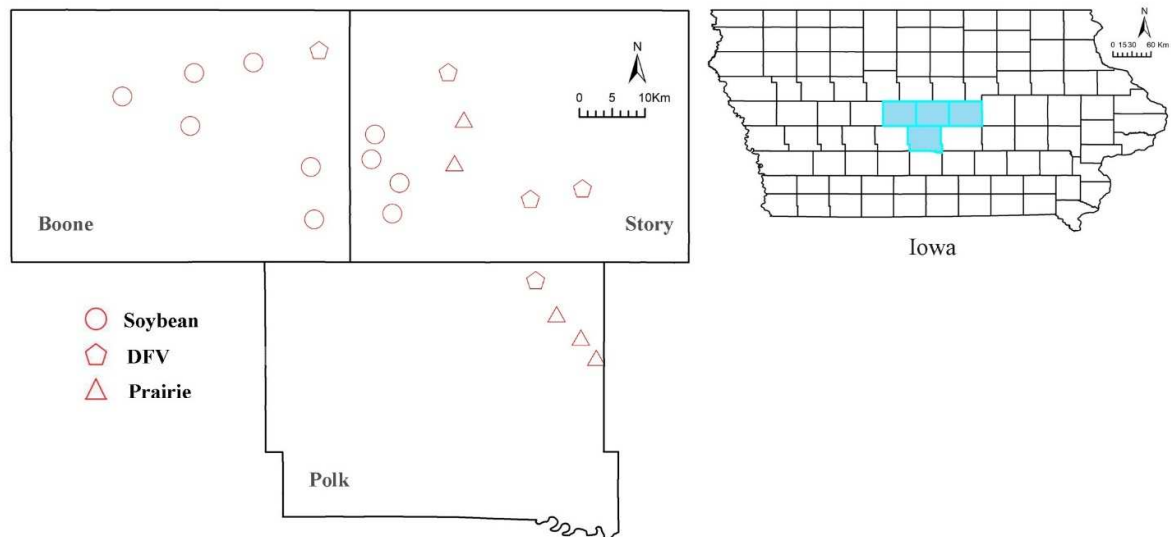 N
0 5 10Km
Boone
Story
Soybean
DFV
Prairie
Polk
N
0 15 30 60 Km
Iowa